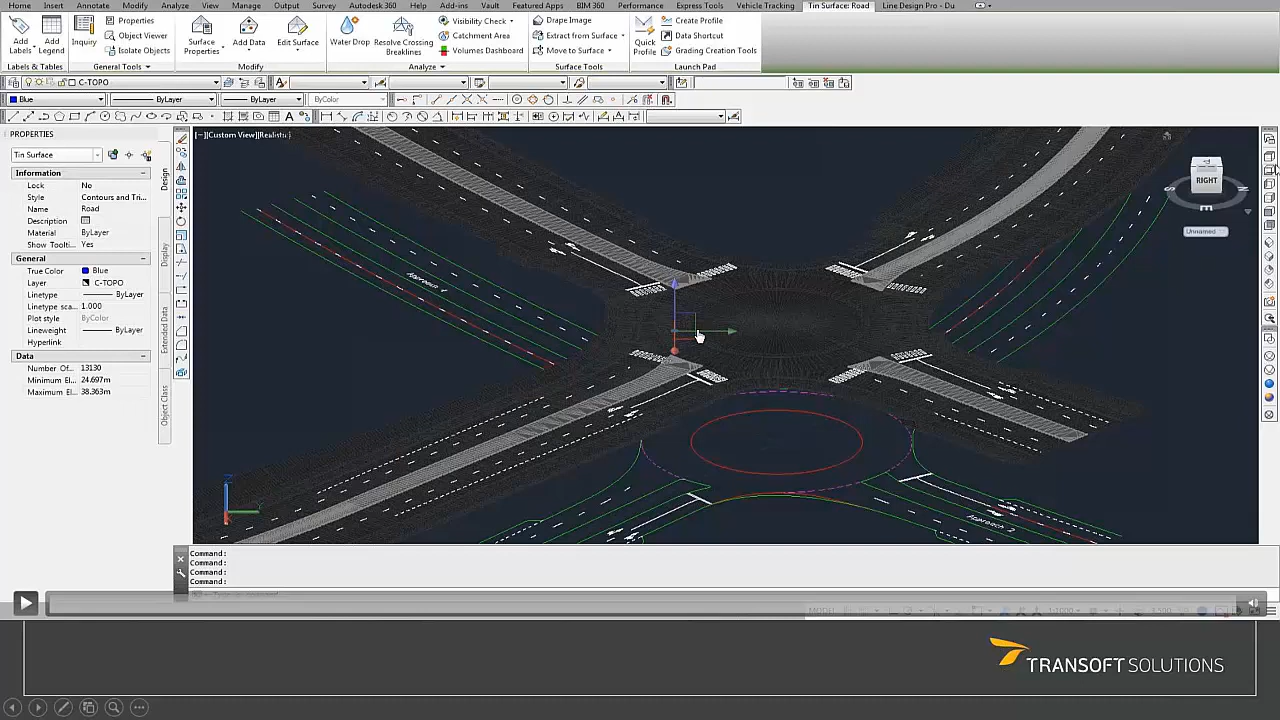 Home Insert Annotate Modify Analyze View Manage Output Survey Autodesk 360 Help Add-ins Vault Featured Apps BIM 360 Performance Express Tools Vehicle Tracking Tin Surface: Road Line Design Pro - Du
Add Labels
Add Legend
Labels & Tables
Inquiry
Properties
Object Viewer
Isolate Objects
General Tools
Surface Properties
Add Data
Edit Surface
Modify
Water Drop
Resolve Crossing Breaklines
Visibility Check
Catchment Area
Volumes Dashboard
Analyze
Drape Image
Extract from Surface
Move to Surface
Surface Tools
Quick Profile
Create Profile
Data Shortcut
Grading Creation Tools
Launch Pad
C-TOPO
Blue ByLayer ByLayer ByColor
PROPERTIES
Tin Surface
Information
Lock No
Style Contours and Tri...
Name Road
Description
Material ByLayer
Show Toolti... Yes
General
True Color Blue
Layer C-TOPO
Linetype ByLayer
Linetype sca... 1.000
Plot style ByColor
Lineweight ByLayer
Hyperlink
Data
Number Of... 13130
Minimum El... 24.697m
Maximum El... 38.363m
Design
Display
Extended Data
Object Class
[−][Custom View][Realistic]
RIGHT
Unnamed
Approach 2
Command:
Command:
Command:
Command:
MODEL
TRANSOFT SOLUTIONS